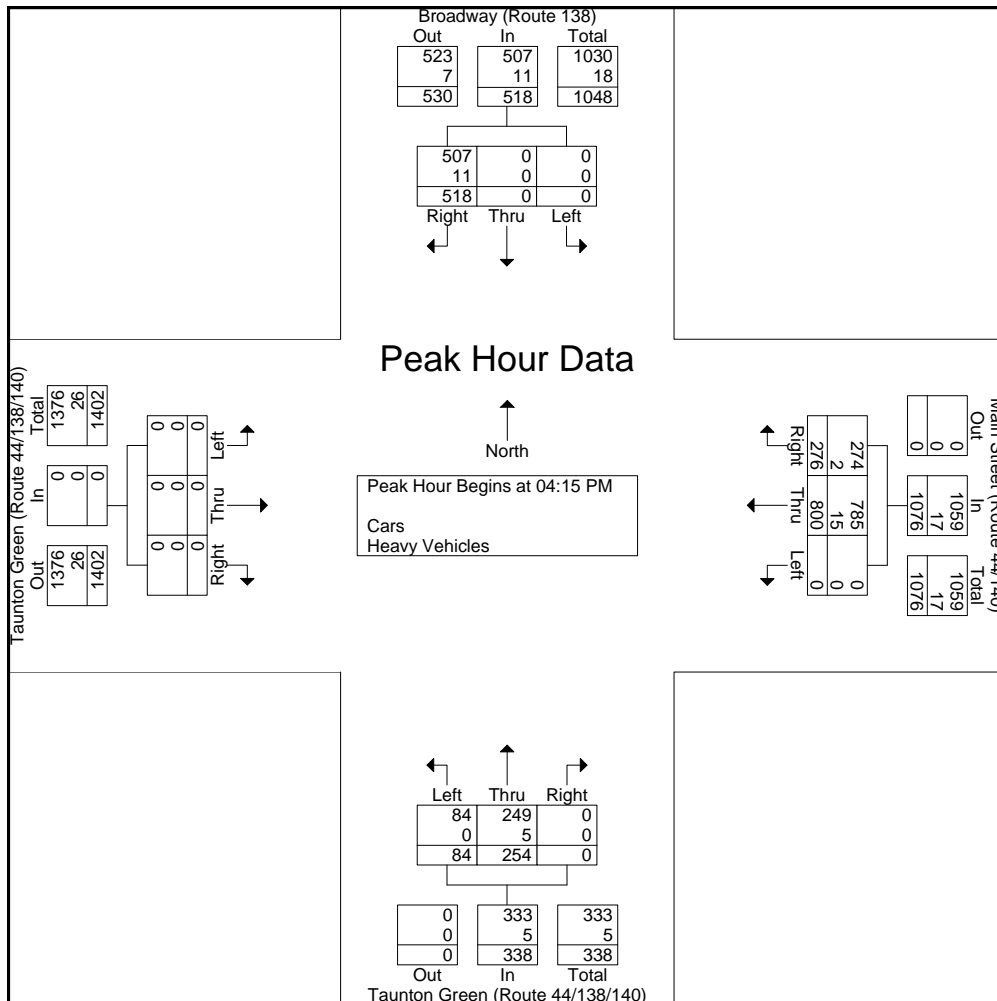 Broadway (Route 138)
Out In Total
523 507 1030
7 11 18
530 518 1048
507 0 0
11 0 0
518 0 0
Right Thru Left
Peak Hour Data
North
Peak Hour Begins at 04:15 PM
Cars
Heavy Vehicles
Taunton Green (Route 44/138/140)
Out In Total
1376 0 1376
26 0 26
1402 0 1402
Left Thru Right
0 0 0
0 0 0
0 0 0
Main Street (Route 44/140)
Out In Total
0 1059 1059
0 17 17
0 1076 1076
274 785 0
2 15 0
276 800 0
Right Thru Left
Left Thru Right
84 249 0
0 5 0
84 254 0
0 333 333
0 5 5
0 338 338
Out In Total
Taunton Green (Route 44/138/140)